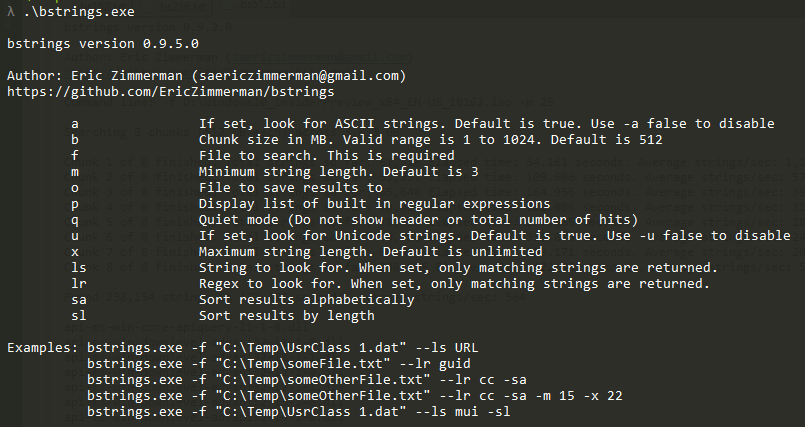 λ .\bstrings.exe
bstrings version 0.9.5.0
Author: Eric Zimmerman (saericzimmerman@gmail.com)
https://github.com/EricZimmerman/bstrings
a If set, look for ASCII strings. Default is true. Use -a false to disable
b Chunk size in MB. Valid range is 1 to 1024. Default is 512
f File to search. This is required
m Minimum string length. Default is 3
o File to save results to
p Display list of built in regular expressions
q Quiet mode (Do not show header or total number of hits)
u If set, look for Unicode strings. Default is true. Use -u false to disable
x Maximum string length. Default is unlimited
ls String to look for. When set, only matching strings are returned.
lr Regex to look for. When set, only matching strings are returned.
sa Sort results alphabetically
sl Sort results by length
Examples: bstrings.exe -f "C:\Temp\UsrClass 1.dat" --ls URL
bstrings.exe -f "C:\Temp\someFile.txt" --lr guid
bstrings.exe -f "C:\Temp\someOtherFile.txt" --lr cc -sa
bstrings.exe -f "C:\Temp\someOtherFile.txt" --lr cc -sa -m 15 -x 22
bstrings.exe -f "C:\Temp\UsrClass 1.dat" --ls mui -sl